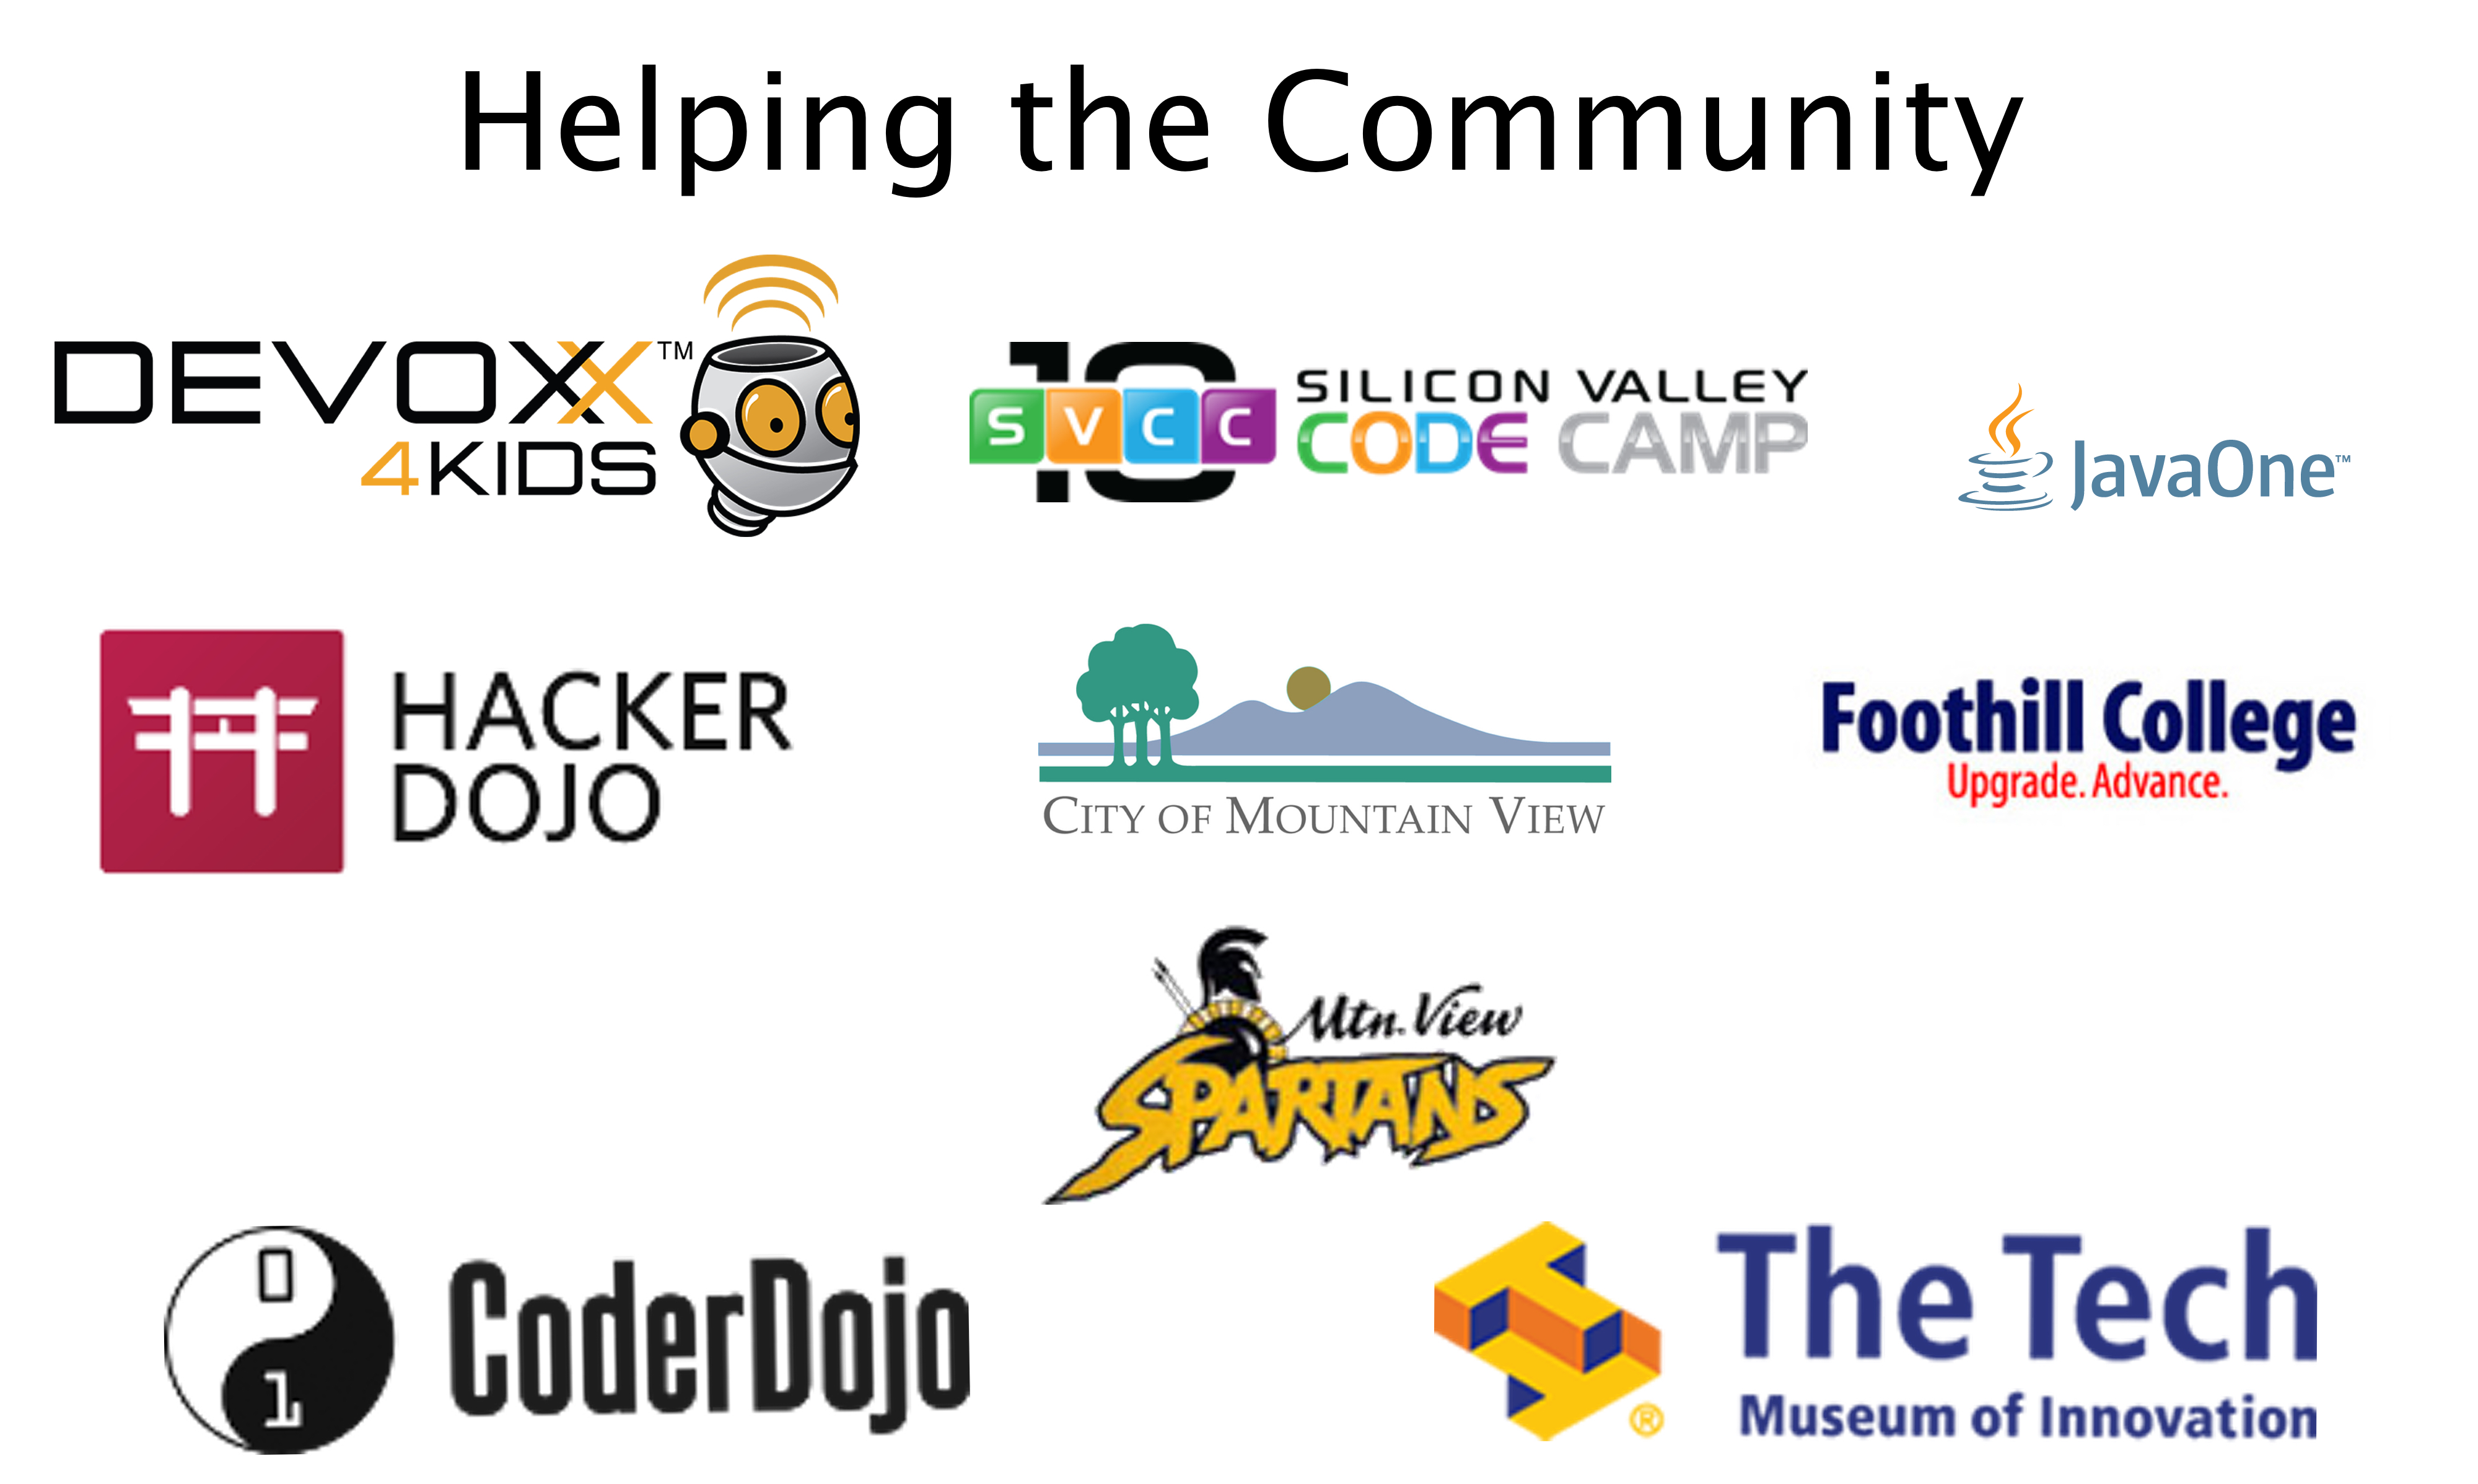 Helping the Community
DEVOXX™
4KIDS
10
SVCC
SILICON VALLEY
CODE CAMP
JavaOne™
HACKER
DOJO
CITY OF MOUNTAIN VIEW
Foothill College
Upgrade. Advance.
Mtn. View
SPARTANS
0
1
CoderDojo
The Tech
Museum of Innovation
®